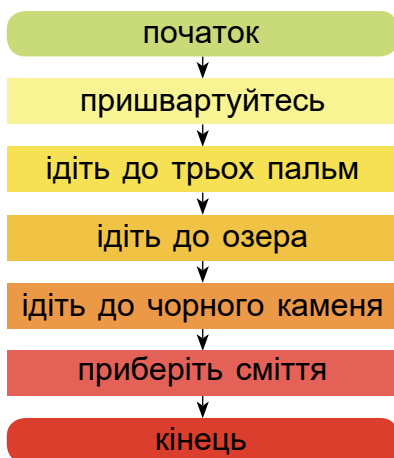 початок
пришвартуйтесь
ідіть до трьох пальм
ідіть до озера
ідіть до чорного каменя
приберіть сміття
кінець